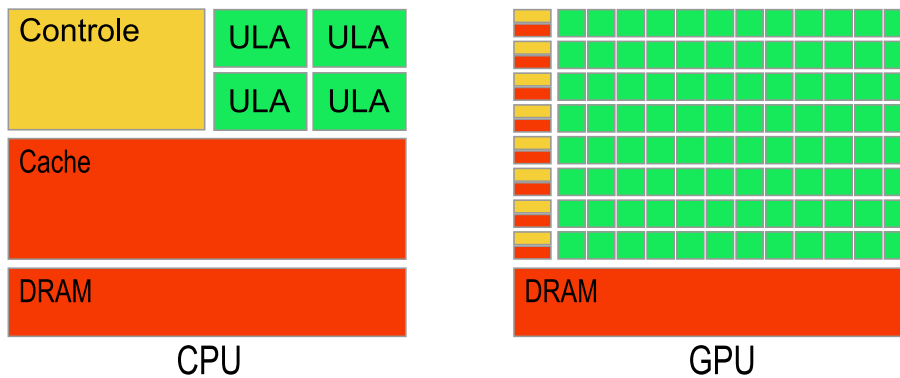 Controle
ULA ULA
ULA ULA
Cache
DRAM
CPU
DRAM
GPU